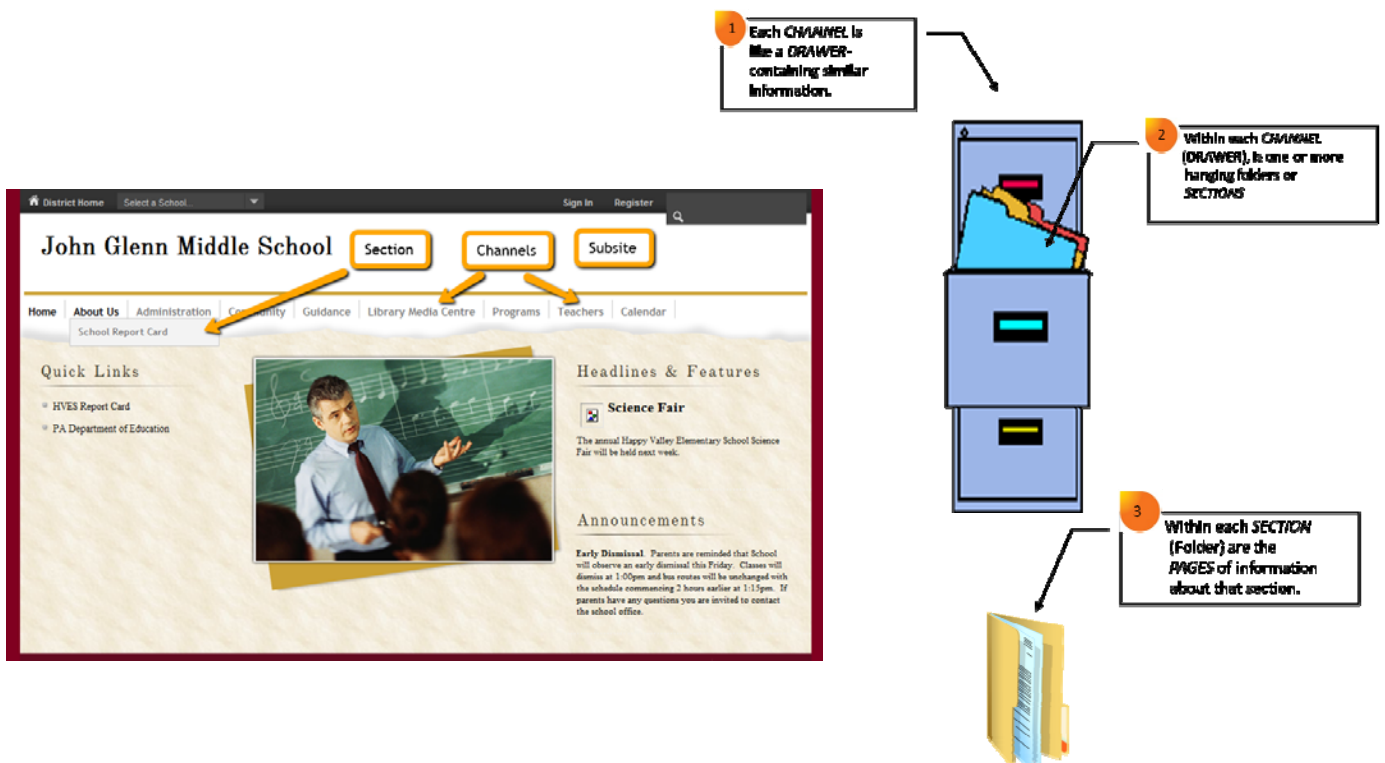 District Home
Select a School...
Sign In
Register
John Glenn Middle School
Section
Channels
Subsite
Home
About Us
Administration
Community
Guidance
Library Media Centre
Programs
Teachers
Calendar
School Report Card
Quick Links
HVES Report Card
PA Department of Education
Headlines & Features
Science Fair
The annual Happy Valley Elementary School Science
Fair will be held next week.
Announcements
Early Dismissal. Parents are reminded that School
will observe an early dismissal this Friday. Classes will
dismiss at 1:00pm and bus routes will be unchanged with
the schedule commencing 2 hours earlier at 1:15pm. If
parents have any questions you are invited to contact
the school office.
1
Each CHANNEL is
like a DRAWER-
containing similar
information.
2
Within each CHANNEL
(DRAWER), is one or more
hanging folders or
SECTIONS
3
Within each SECTION
(Folder) are the
PAGES of information
about that section.